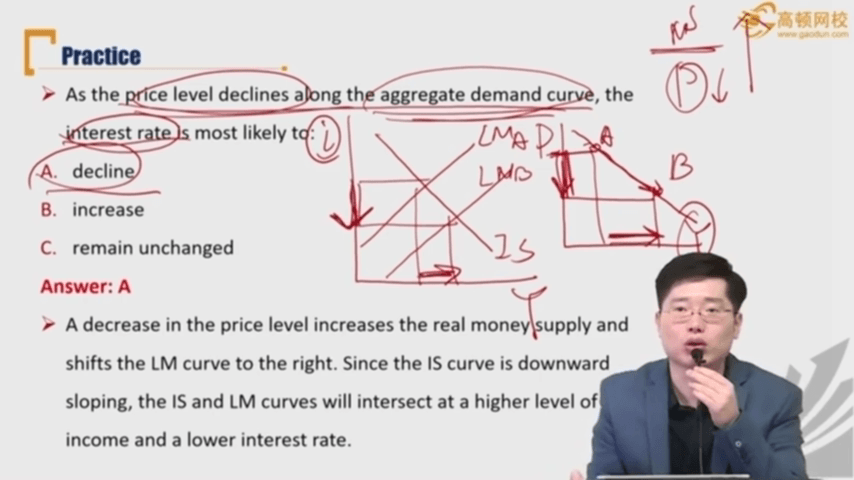 高顿网校
www.gaodun.com
Practice
As the price level declines along the aggregate demand curve, the
interest rate is most likely to:
A. decline
B. increase
C. remain unchanged
Answer: A
A decrease in the price level increases the real money supply and
shifts the LM curve to the right. Since the IS curve is downward
sloping, the IS and LM curves will intersect at a higher level of
income and a lower interest rate.
P
i
LMA
P
A
LMB
B
IS
Y
Y